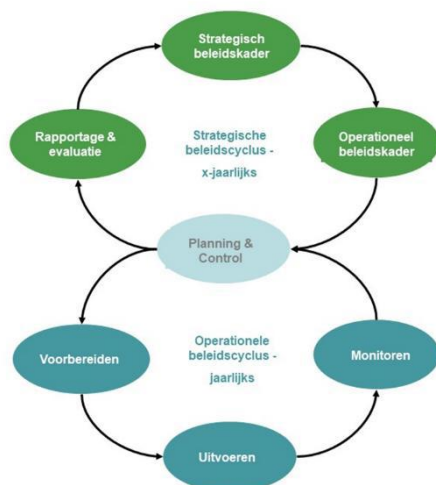 Strategisch
beleidskader
Rapportage &
evaluatie
Strategische
beleidscyclus -
x-jaarlijks
Operationeel
beleidskader
Planning &
Control
Voorbereiden
Operationele
beleidscyclus -
jaarlijks
Monitoren
Uitvoeren